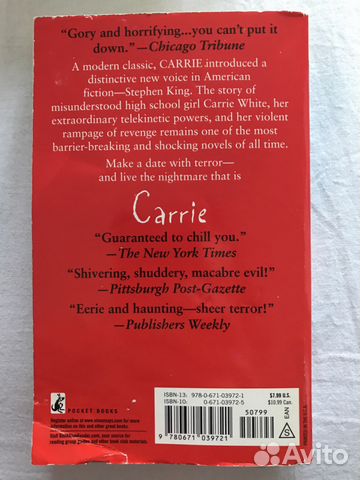 “Gory and horrifying...you can’t put it
down.”—Chicago Tribune
A modern classic, CARRIE introduced a
distinctive new voice in American
fiction—Stephen King. The story of
misunderstood high school girl Carrie White, her
extraordinary telekinetic powers, and her violent
rampage of revenge remains one of the most
barrier-breaking and shocking novels of all time.
Make a date with terror—
and live the nightmare that is
Carrie
“Guaranteed to chill you.”
—The New York Times
“Shivering, shuddery, macabre evil!”
—Pittsburgh Post-Gazette
“Eerie and haunting—sheer terror!”
—Publishers Weekly
POCKET BOOKS
ISBN-13: 978-0-671-03972-1
ISBN-10: 0-671-03972-5
$7.99 U.S.
$10.99 Can.
50799
9 780671 039721
EAN
S
PRINTED IN THE U.S.A.
Avito